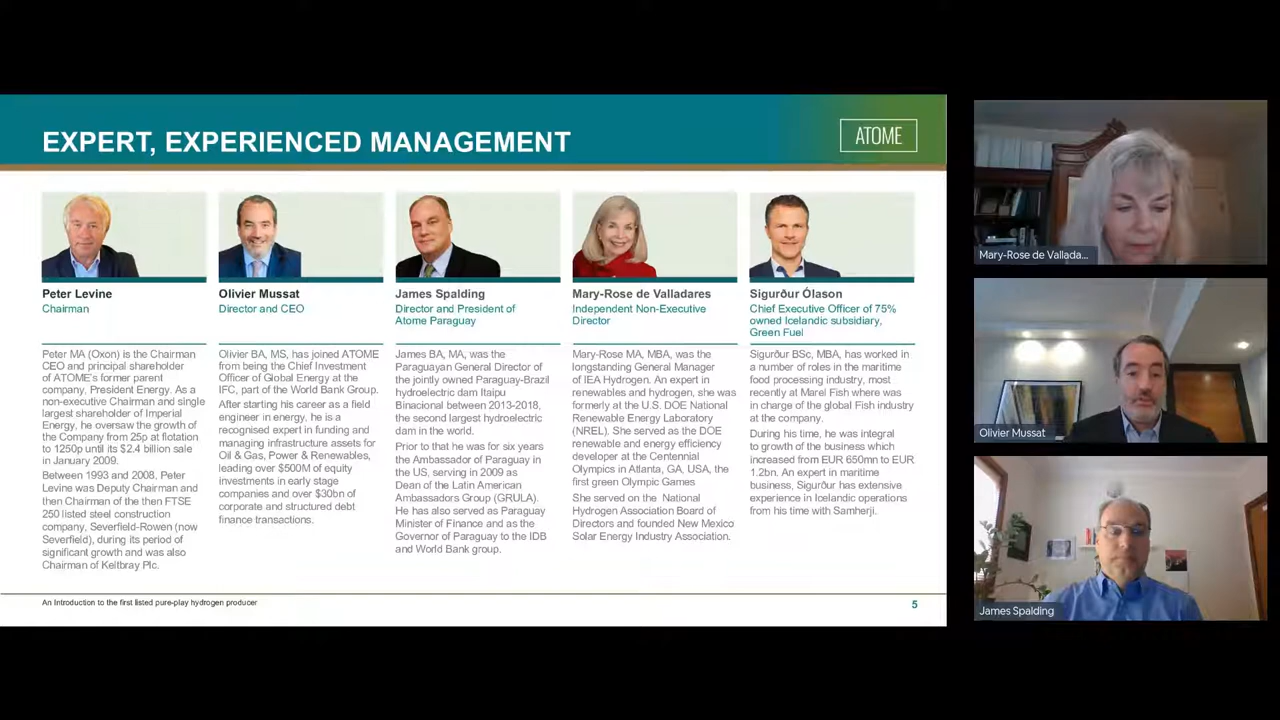 EXPERT, EXPERIENCED MANAGEMENT
ATOME
Peter Levine
Chairman
Peter MA (Oxon) is the Chairman
CEO and principal shareholder
of ATOME's former parent
company, President Energy. As a
non-executive Chairman and single
largest shareholder of Imperial
Energy, he oversaw the growth of
the Company from 25p at flotation
to 1250p until its $2.4 billion sale
in January 2009.
Between 1993 and 2008, Peter
Levine was Deputy Chairman and
then Chairman of the then FTSE
250 listed steel construction
company, Severfield-Rowen (now
Severfield), during its period of
significant growth and was also
Chairman of Keltbray Plc.
Olivier Mussat
Director and CEO
Olivier BA, MS, has joined ATOME
from being the Chief Investment
Officer of Global Energy at the
IFC, part of the World Bank Group.
After starting his career as a field
engineer in energy, he is a
recognised expert in funding and
managing infrastructure assets for
Oil & Gas, Power & Renewables,
leading over $500M of equity
investments in early stage
companies and over $30bn of
corporate and structured debt
finance transactions.
James Spalding
Director and President of
Atome Paraguay
James BA, MA, was the
Paraguayan General Director of
the jointly owned Paraguay-Brazil
hydroelectric dam Itaipu
Binacional between 2013-2018,
the second largest hydroelectric
dam in the world.
Prior to that he was for six years
the Ambassador of Paraguay in
the US, serving in 2009 as
Dean of the Latin American
Ambassadors Group (GRULA).
He has also served as Paraguay
Minister of Finance and as the
Governor of Paraguay to the IDB
and World Bank group.
Mary-Rose de Valladares
Independent Non-Executive
Director
Mary-Rose MA, MBA, was the
longstanding General Manager
of IEA Hydrogen. An expert in
renewables and hydrogen, she was
formerly at the U.S. DOE National
Renewable Energy Laboratory
(NREL). She served as the DOE
renewable and energy efficiency
developer at the Centennial
Olympics in Atlanta, GA, USA, the
first green Olympic Games
She served on the National
Hydrogen Association Board of
Directors and founded New Mexico
Solar Energy Industry Association.
Sigurður Ólason
Chief Executive Officer of 75%
owned Icelandic subsidiary,
Green Fuel
Sigurður BSc, MBA, has worked in
a number of roles in the maritime
food processing industry, most
recently at Marel Fish where was
in charge of the global Fish industry
at the company.
During his time, he was integral
to growth of the business which
increased from EUR 650mn to EUR
1.2bn. An expert in maritime
business, Sigurður has extensive
experience in Icelandic operations
from his time with Samherji.
An Introduction to the first listed pure-play hydrogen producer
5
Mary-Rose de Vallada...
Olivier Mussat
James Spalding